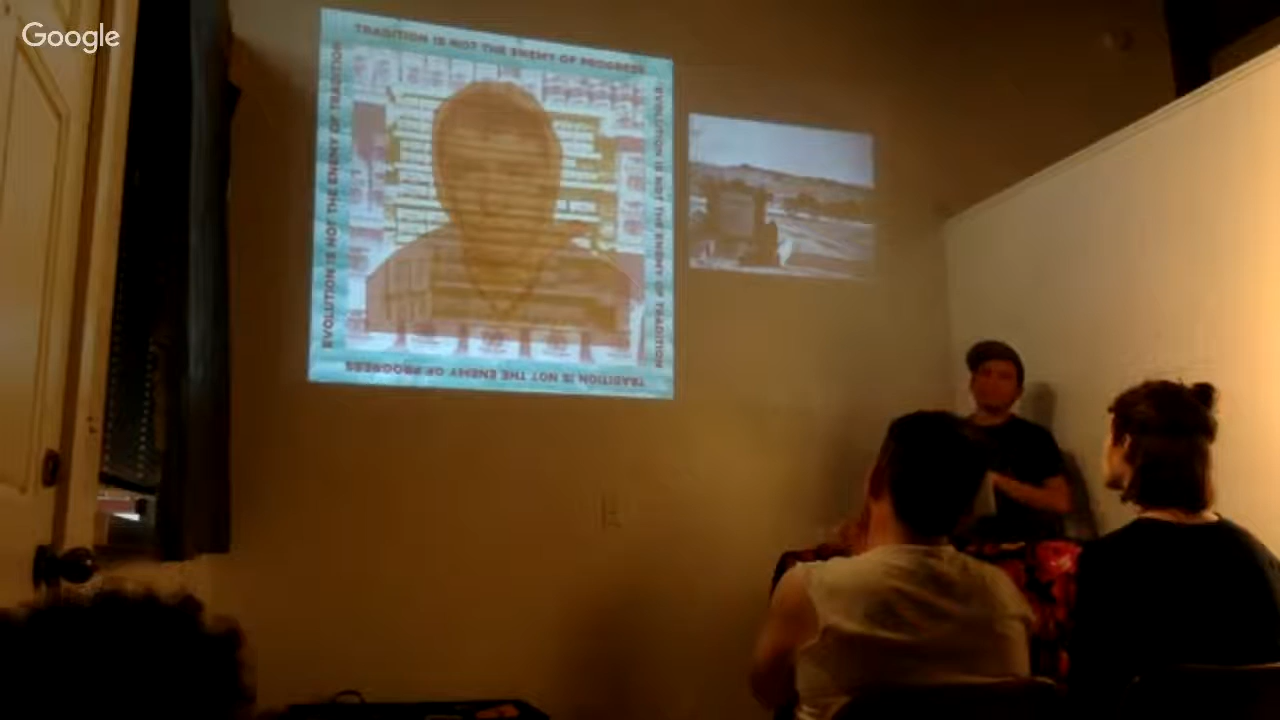 Google
TRADITION IS NOT THE ENEMY OF PROGRESS
EVOLUTION IS NOT THE ENEMY OF TRADITION
EVOLUTION IS NOT THE ENEMY OF TRADITION
TRADITION IS NOT THE ENEMY OF PROGRESS